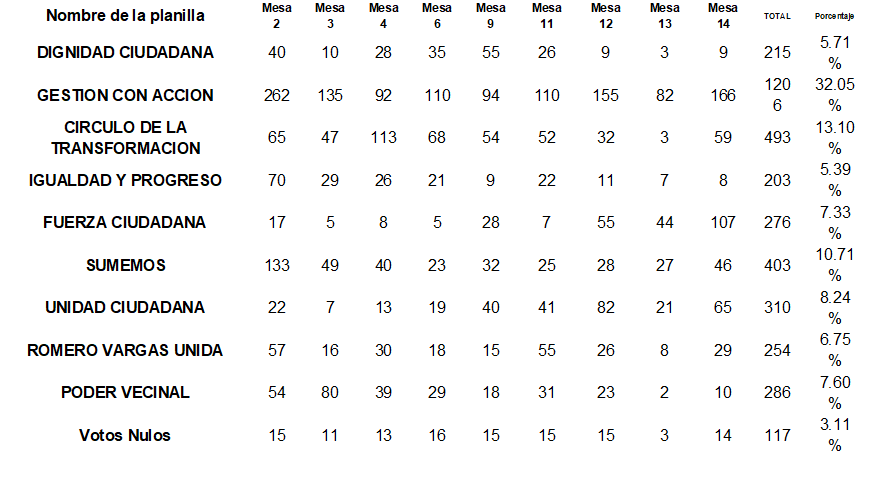 Nombre de la planilla Mesa 2 Mesa 3 Mesa 4 Mesa 6 Mesa 9 Mesa 11 Mesa 12 Mesa 13 Mesa 14 TOTAL Porcentaje
DIGNIDAD CIUDADANA 40 10 28 35 55 26 9 3 9 215 5.71 %
GESTION CON ACCION 262 135 92 110 94 110 155 82 166 1206 32.05 %
CIRCULO DE LA TRANSFORMACION 65 47 113 68 54 52 32 3 59 493 13.10 %
IGUALDAD Y PROGRESO 70 29 26 21 9 22 11 7 8 203 5.39 %
FUERZA CIUDADANA 17 5 8 5 28 7 55 44 107 276 7.33 %
SUMEMOS 133 49 40 23 32 25 28 27 46 403 10.71 %
UNIDAD CIUDADANA 22 7 13 19 40 41 82 21 65 310 8.24 %
ROMERO VARGAS UNIDA 57 16 30 18 15 55 26 8 29 254 6.75 %
PODER VECINAL 54 80 39 29 18 31 23 2 10 286 7.60 %
Votos Nulos 15 11 13 16 15 15 15 3 14 117 3.11 %